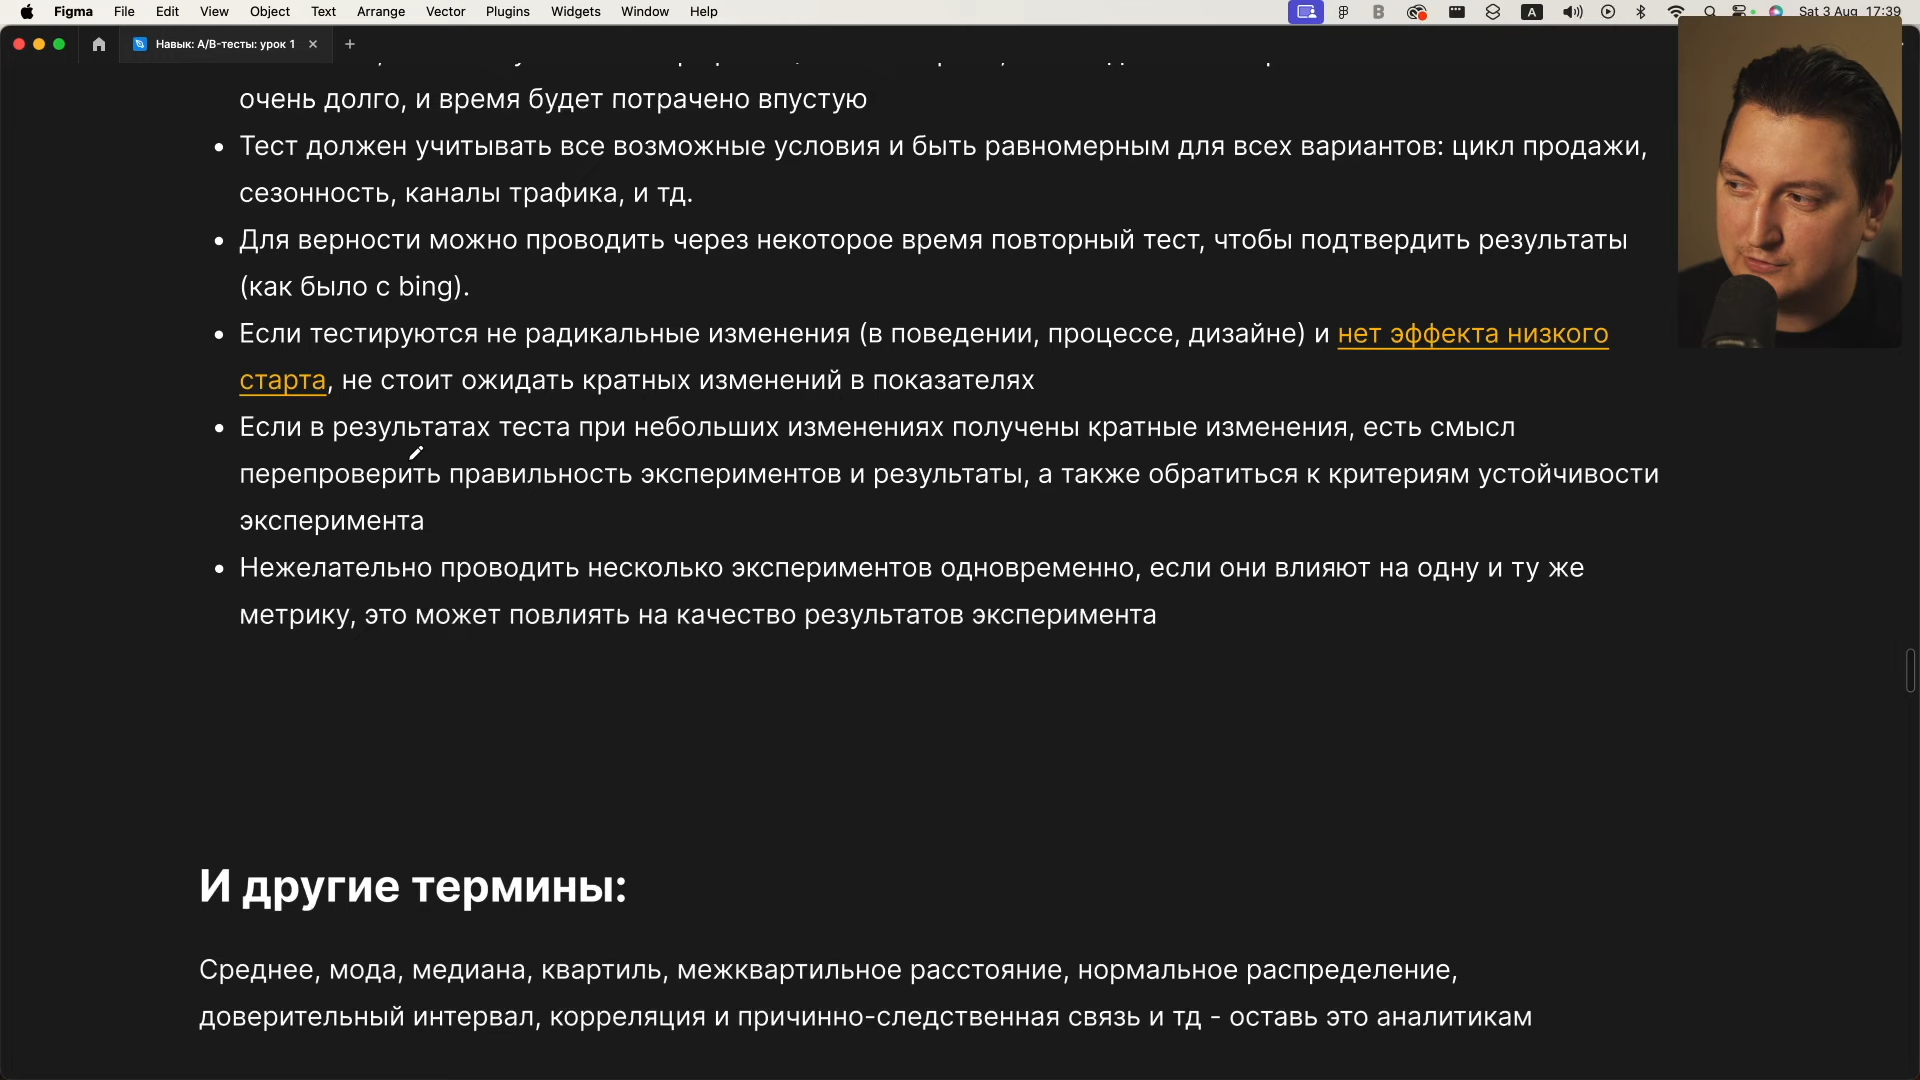 Figma File Edit View Object Text Arrange Vector Plugins Widgets Window Help A Sat 3 Aug 17:39
Навык: A/B-тесты: урок 1
очень долго, и время будет потрачено впустую
• Тест должен учитывать все возможные условия и быть равномерным для всех вариантов: цикл продажи,
сезонность, каналы трафика, и тд.
• Для верности можно проводить через некоторое время повторный тест, чтобы подтвердить результаты
(как было с bing).
• Если тестируются не радикальные изменения (в поведении, процессе, дизайне) и нет эффекта низкого
старта, не стоит ожидать кратных изменений в показателях
• Если в результатах теста при небольших изменениях получены кратные изменения, есть смысл
перепроверить правильность экспериментов и результаты, а также обратиться к критериям устойчивости
эксперимента
• Нежелательно проводить несколько экспериментов одновременно, если они влияют на одну и ту же
метрику, это может повлиять на качество результатов эксперимента
И другие термины:
Среднее, мода, медиана, квартиль, межквартильное расстояние, нормальное распределение,
доверительный интервал, корреляция и причинно-следственная связь и тд - оставь это аналитикам